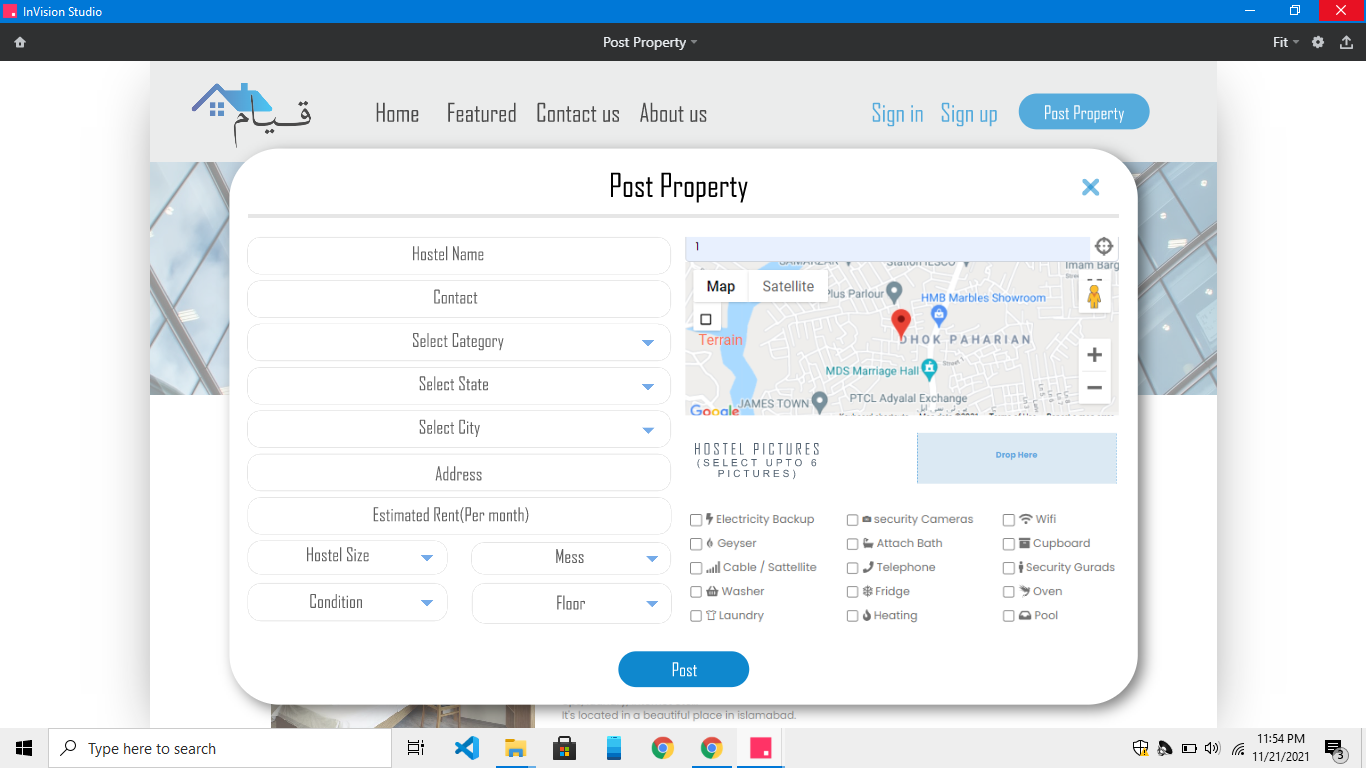 InVision Studio
Post Property
Fit
قيام
Home Featured Contact us About us Sign in Sign up Post Property
Post Property
Hostel Name
Contact
Select Category
Select State
Select City
Address
Estimated Rent(Per month)
Hostel Size Mess
Condition Floor
1
Imam Barg
Map Satellite
Plus Parlour
HMB Marbles Showroom
Terrain
DHOK PAHARIAN
MDS Marriage Hall
PTCL Adyalal Exchange
JAMES TOWN
Google
HOSTEL PICTURES
(SELECT UPTO 6
PICTURES)
Drop Here
Electricity Backup security Cameras Wifi
Geyser Attach Bath Cupboard
Cable / Sattellite Telephone Security Gurads
Washer Fridge Oven
Laundry Heating Pool
Post
It's located in a beautiful place in islamabad.
Type here to search
11:54 PM
11/21/2021
3